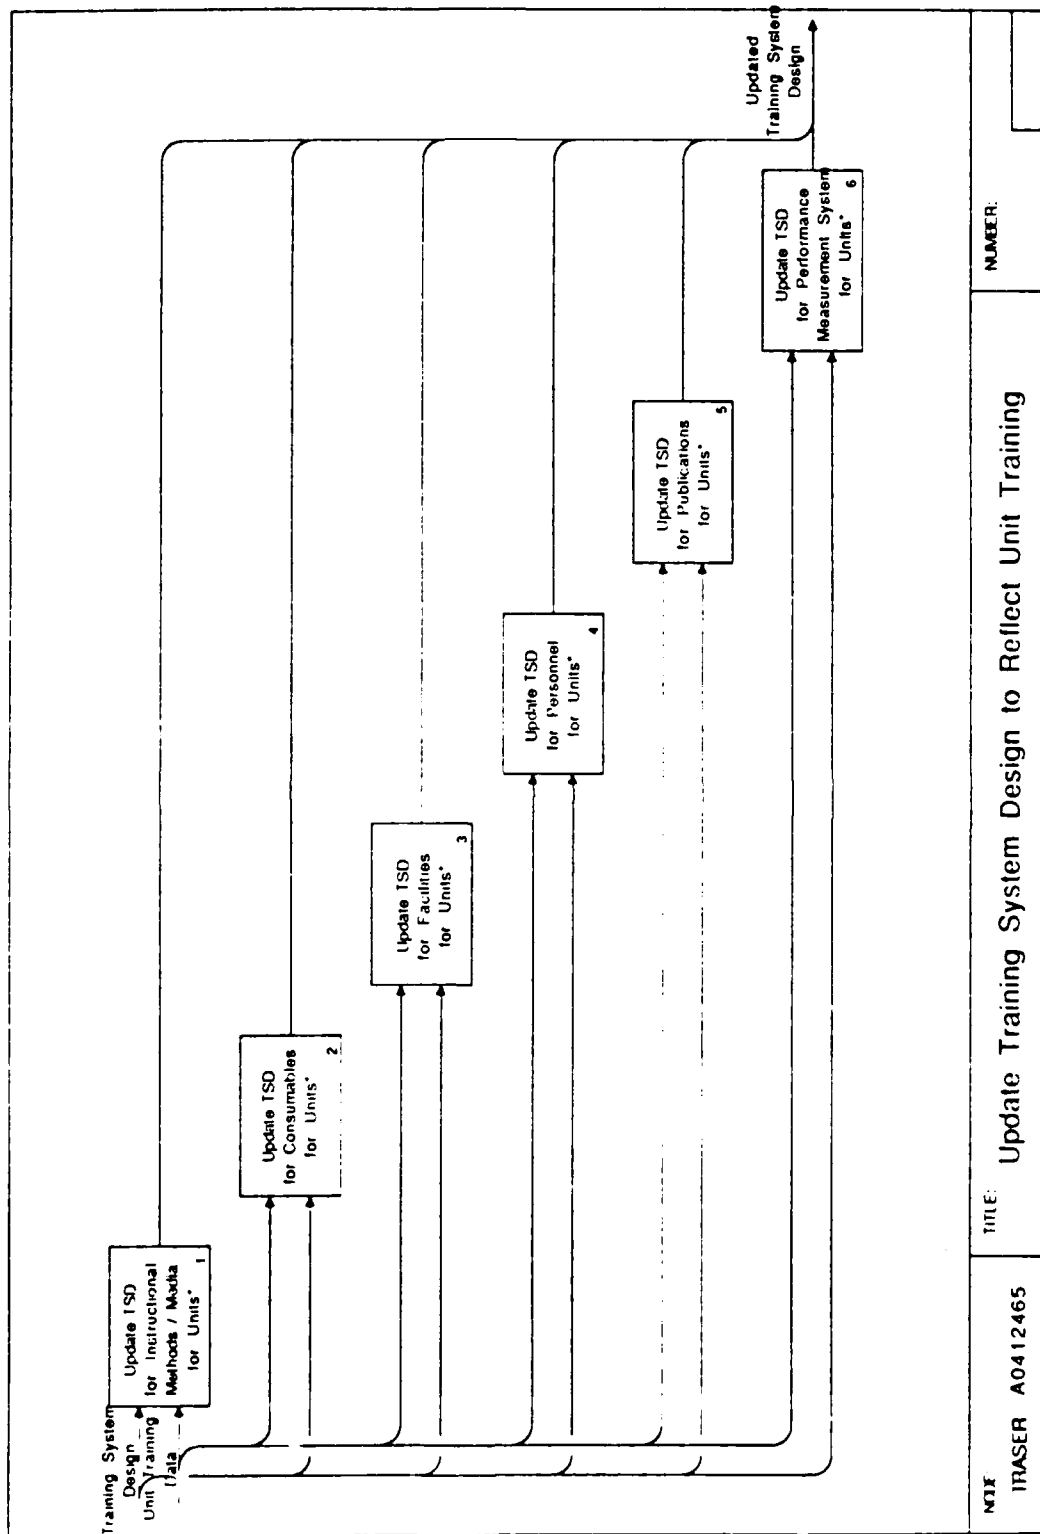 Training System
Design
Unit Training
Data
Update TSD
for Instructional
Methods / Media
for Units*
1
Update TSD
for Consumables
for Units*
2
Update TSD
for Facilities
for Units*
3
Update TSD
for Personnel
for Units*
4
Update TSD
for Publications
for Units*
5
Update TSD
for Performance
Measurement System
for Units*
6
Updated
Training System
Design
NODE
TRASER A0412465
TITLE:
Update Training System Design to Reflect Unit Training
NUMBER: